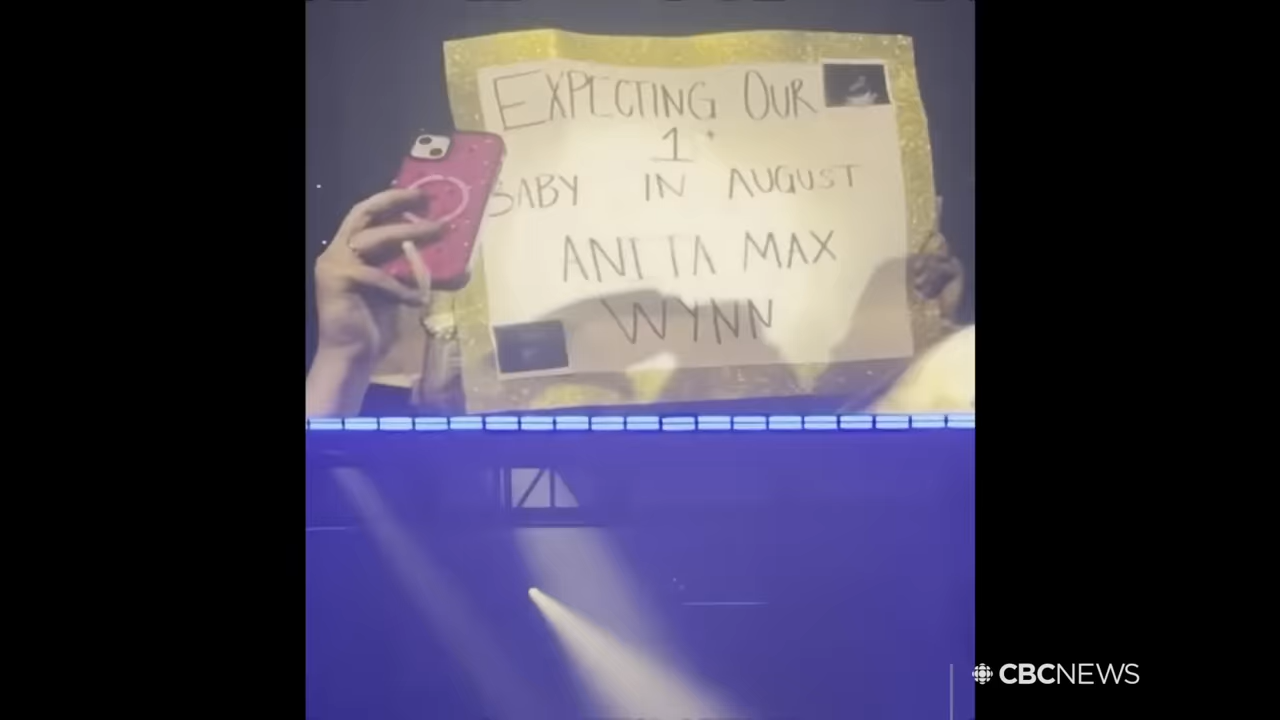 EXPECTING OUR
1st
BABY IN AUGUST
ANITA MAX
WYNN
CBCNEWS